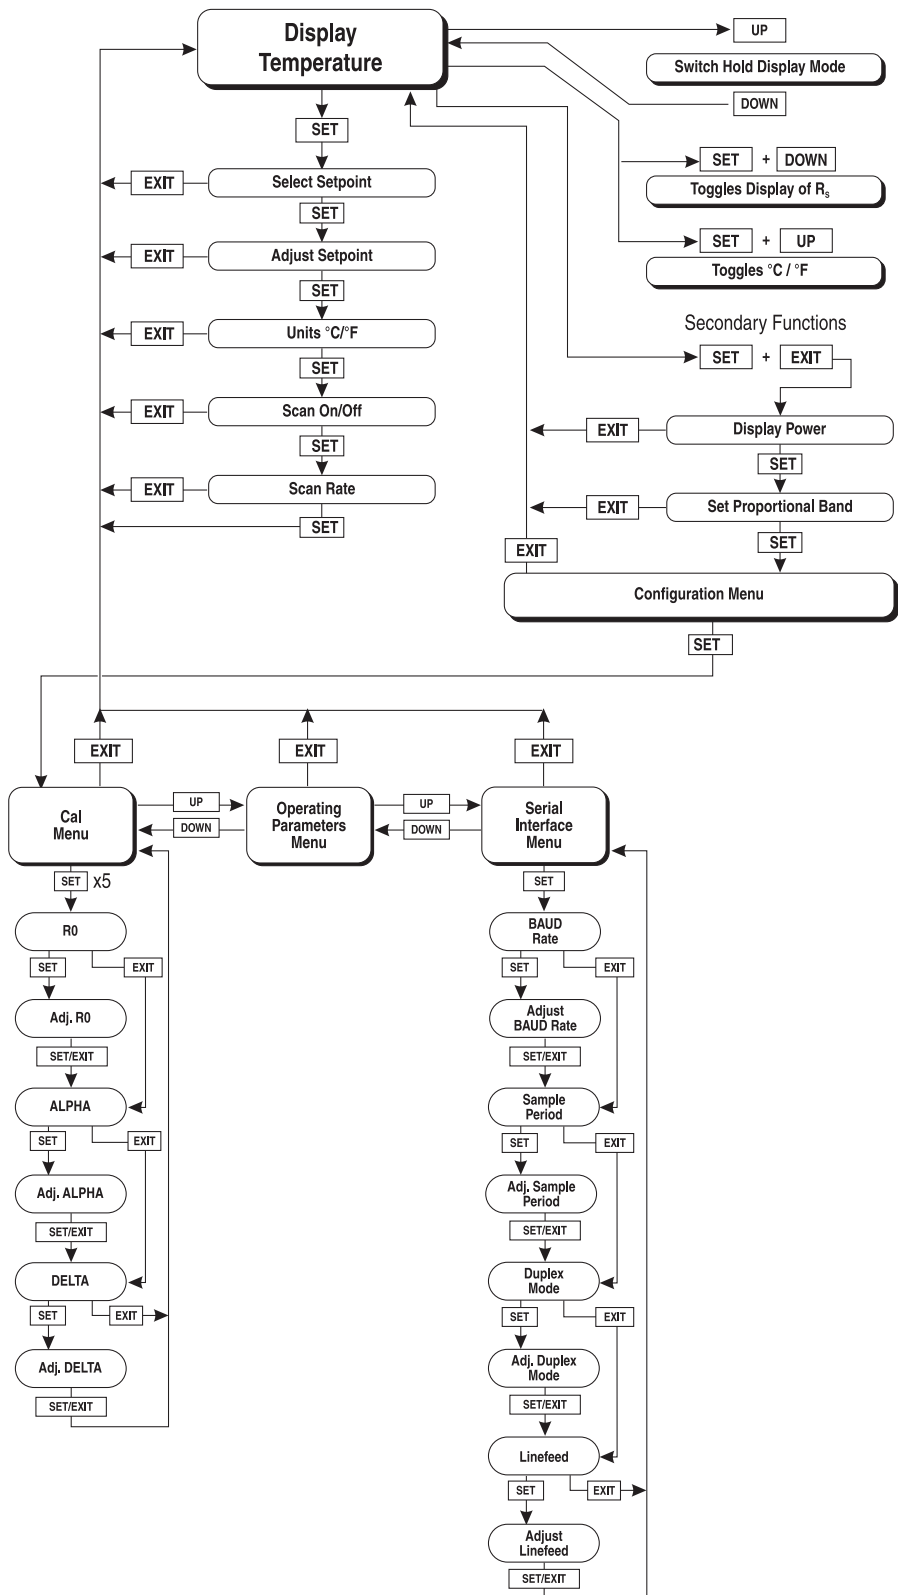 Display
Temperature
UP
Switch Hold Display Mode
DOWN
SET
SET + DOWN
Toggles Display of Rs
EXIT
Select Setpoint
SET
SET + UP
Toggles °C / °F
EXIT
Adjust Setpoint
SET
Secondary Functions
EXIT
Units °C/°F
SET + EXIT
SET
EXIT
Scan On/Off
EXIT
Display Power
SET
SET
EXIT
Scan Rate
EXIT
Set Proportional Band
SET
SET
EXIT
Configuration Menu
SET
EXIT
EXIT
EXIT
Cal
Menu
UP
DOWN
Operating
Parameters
Menu
UP
DOWN
Serial
Interface
Menu
SET x5
R0
SET
EXIT
Adj. R0
SET/EXIT
ALPHA
SET
EXIT
Adj. ALPHA
SET/EXIT
DELTA
SET
EXIT
Adj. DELTA
SET/EXIT
SET
BAUD
Rate
SET
EXIT
Adjust
BAUD Rate
SET/EXIT
Sample
Period
SET
EXIT
Adj. Sample
Period
SET/EXIT
Duplex
Mode
SET
EXIT
Adj. Duplex
Mode
SET/EXIT
Linefeed
SET
EXIT
Adjust
Linefeed
SET/EXIT